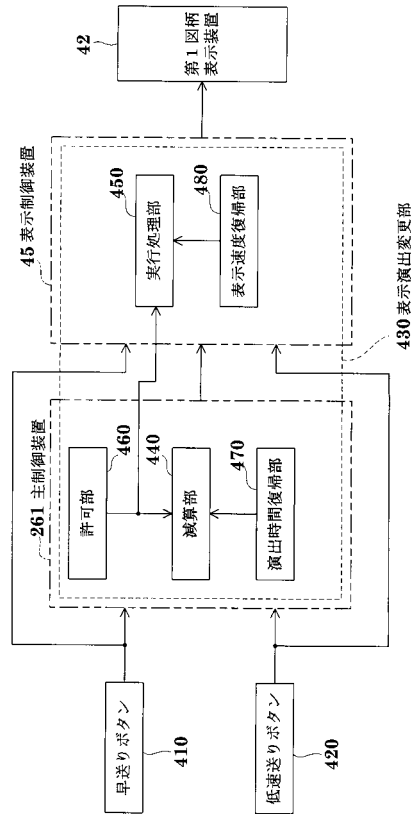 早送りボタン
410
低速送りボタン
420
261 主制御装置
許可部
460
減算部
440
演出時間復帰部
470
45 表示制御装置
実行処理部
450
表示速度復帰部
480
430 表示演出変更部
第1図柄
表示装置
42